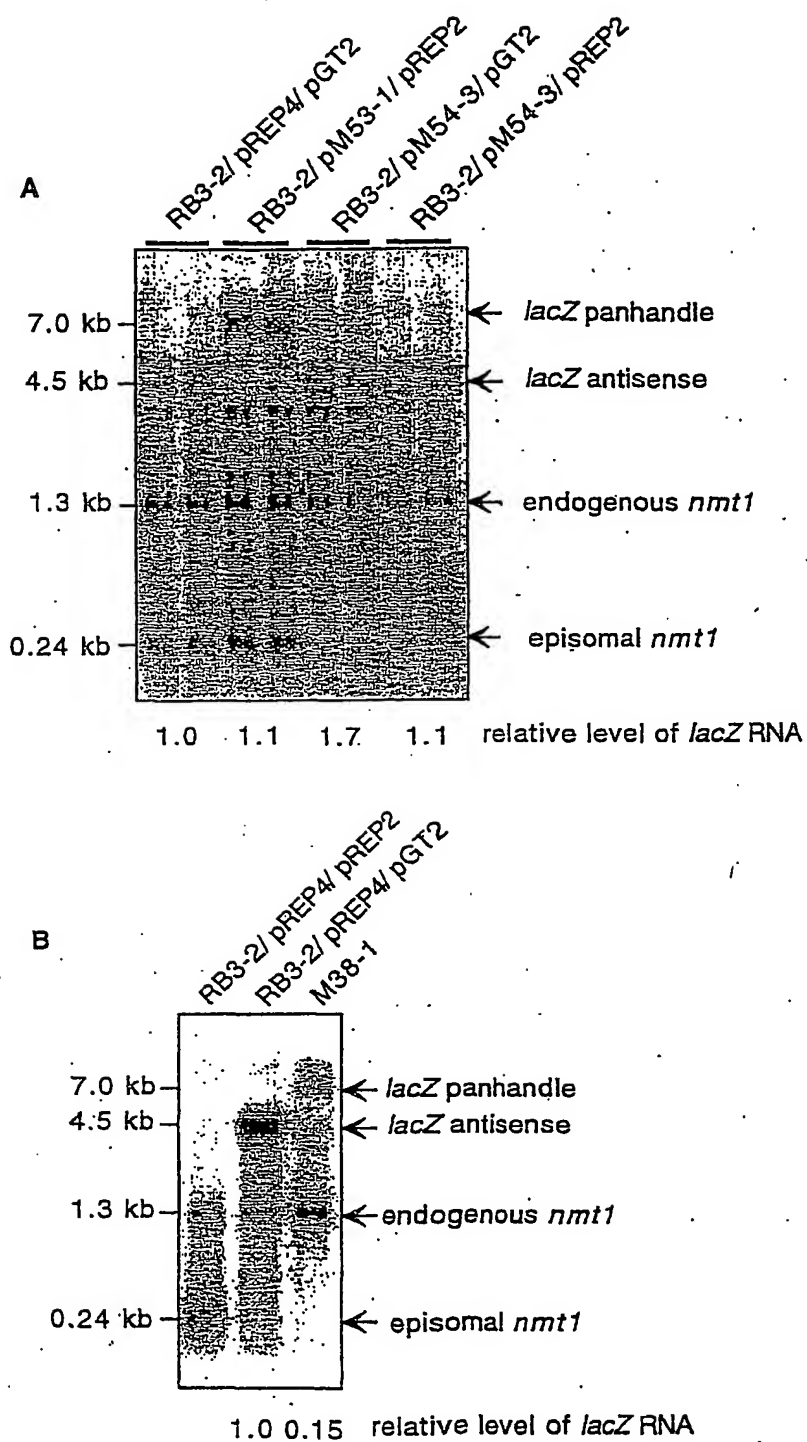 RB3-2/ pREP4/ pGT2
RB3-2/ pM53-1/ pREP2
RB3-2/ pM54-3/ pGT2
RB3-2/ pM54-3/ pREP2
A
7.0 kb
lacZ panhandle
4.5 kb
lacZ antisense
1.3 kb
endogenous nmt1
0.24 kb
episomal nmt1
1.0 1.1 1.7 1.1 relative level of lacZ RNA
RB3-2/ pREP4/ pREP2
RB3-2/ pREP4/ pGT2
M38-1
B
7.0 kb
lacZ panhandle
4.5 kb
lacZ antisense
1.3 kb
endogenous nmt1
0.24 kb
episomal nmt1
1.0 0.15 relative level of lacZ RNA